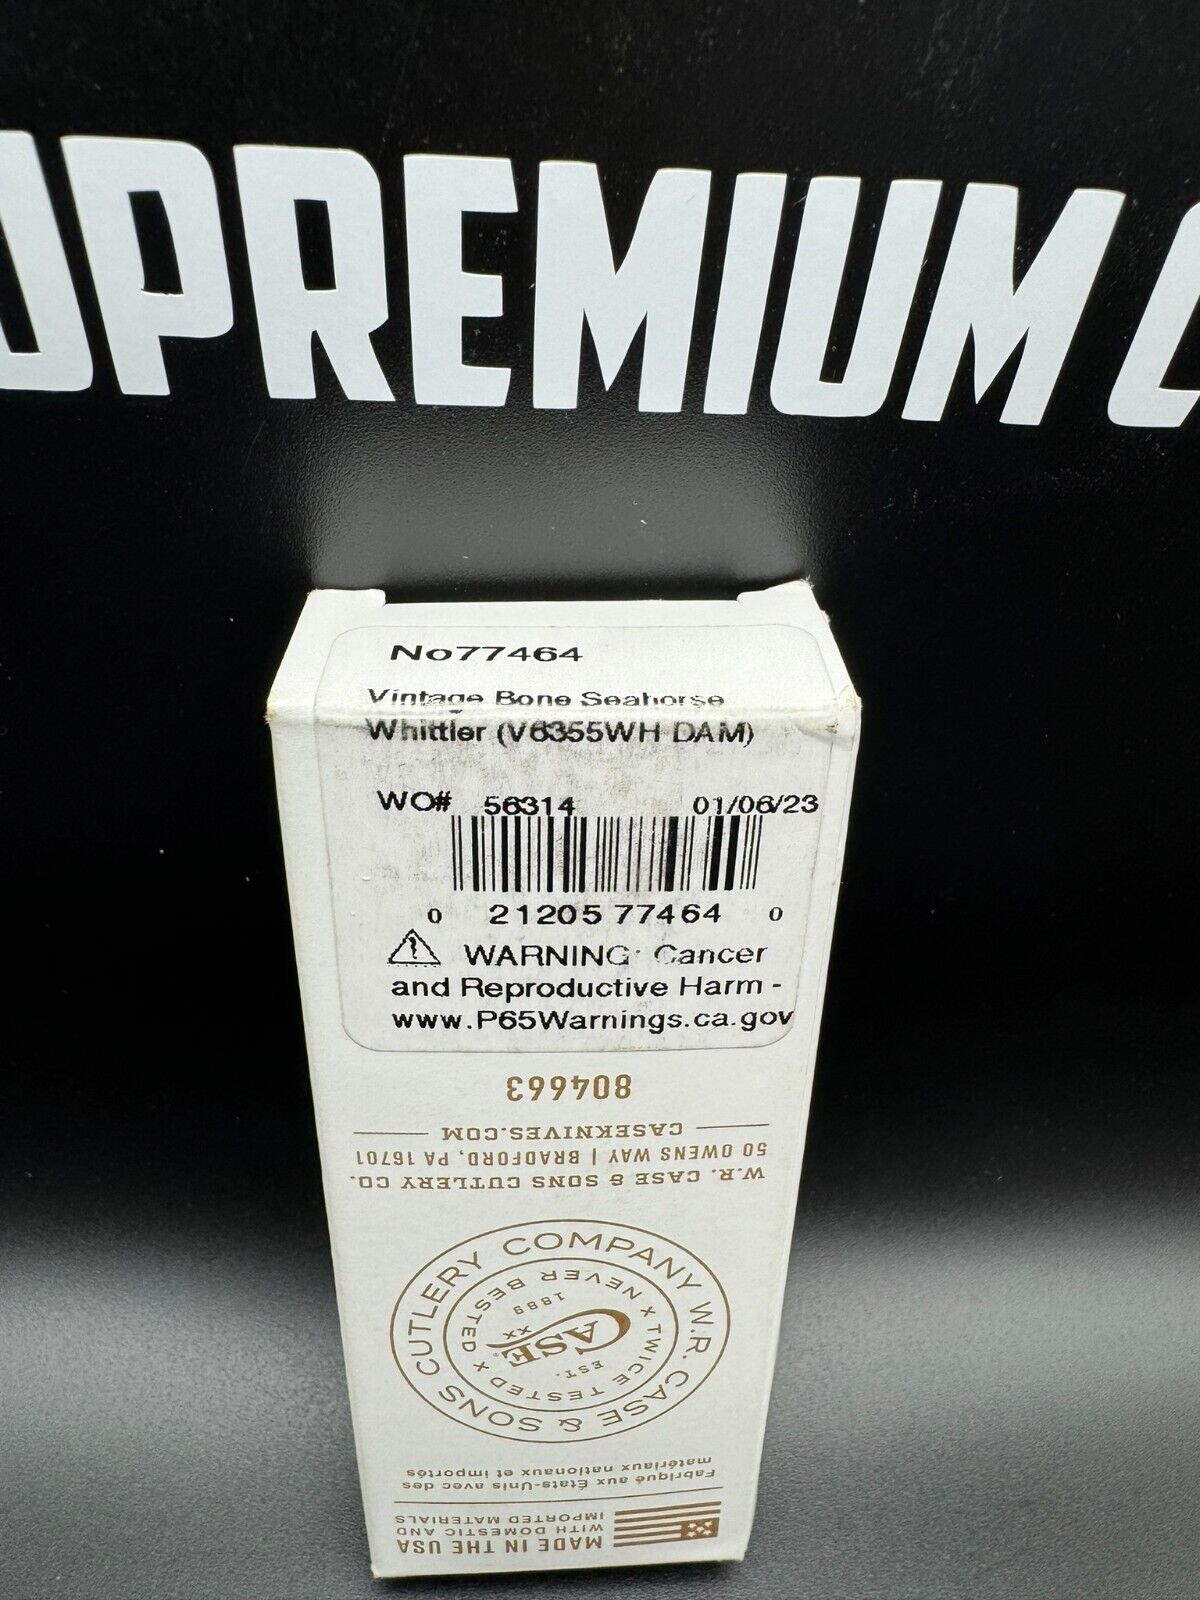 UPREMIUM C
No77464
Vintage Bone Seahorse
Whittler (V6355WH DAM)
WO# 56314 01/06/23
0 21205 77464 0
WARNING: Cancer
and Reproductive Harm -
www.P65Warnings.ca.gov
804663
CASEKNIVES.COM
50 OWENS WAY | BRADFORD, PA 16701
W.R. CASE & SONS CUTLERY CO.
W.R. CASE & SONS CUTLERY COMPANY
NEVER BESTED X TWICE TESTED X
1889
XX
CASE
EST.
Fabriqué aux États-Unis avec des
matériaux nationaux et importés
MADE IN THE USA
WITH DOMESTIC AND
IMPORTED MATERIALS